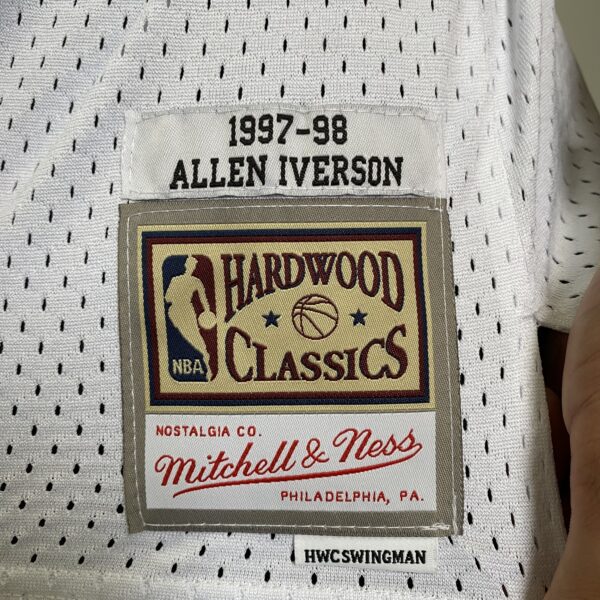 1997-98
ALLEN IVERSON
HARDWOOD
CLASSICS
NBA
NOSTALGIA CO.
Mitchell & Ness
PHILADELPHIA, PA.
HWCSWINGMAN